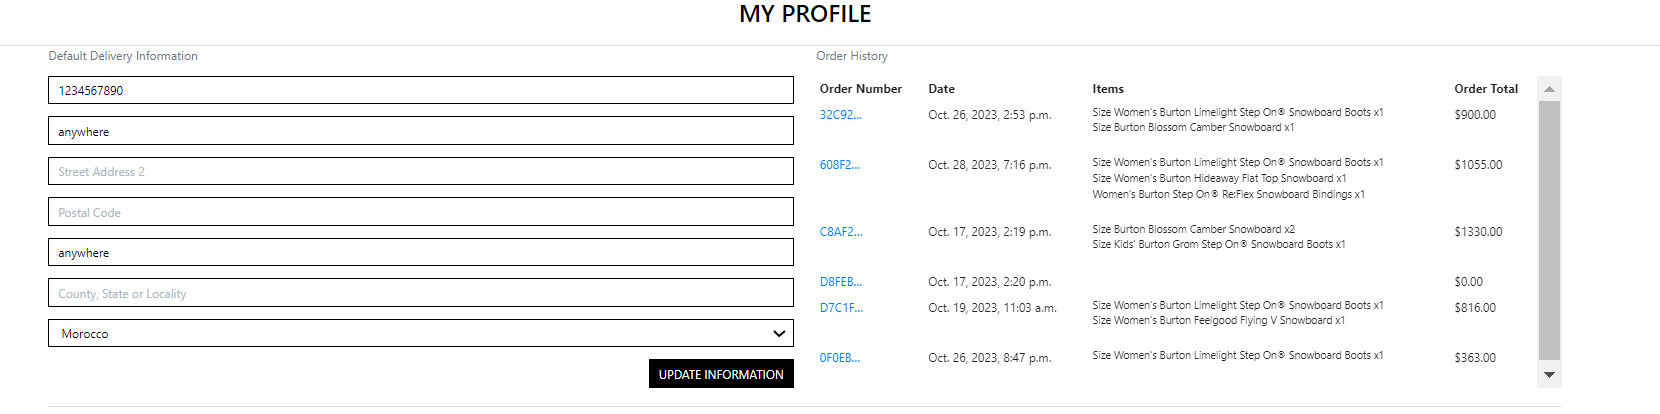 MY PROFILE
Default Delivery Information
1234567890
anywhere
Street Address 2
Postal Code
anywhere
County, State or Locality
Morocco
UPDATE INFORMATION
Order History
Order Number Date Items Order Total
32C92... Oct. 26, 2023, 2:53 p.m. Size Women's Burton Limelight Step On® Snowboard Boots x1 $900.00
Size Burton Blossom Camber Snowboard x1
608F2... Oct. 28, 2023, 7:16 p.m. Size Women's Burton Limelight Step On® Snowboard Boots x1 $1055.00
Size Women's Burton Hideaway Flat Top Snowboard x1
Women's Burton Step On® Re:Flex Snowboard Bindings x1
C8AF2... Oct. 17, 2023, 2:19 p.m. Size Burton Blossom Camber Snowboard x2 $1330.00
Size Kids' Burton Grom Step On® Snowboard Boots x1
D8FEB... Oct. 17, 2023, 2:20 p.m. $0.00
D7C1F... Oct. 19, 2023, 11:03 a.m. Size Women's Burton Limelight Step On® Snowboard Boots x1 $816.00
Size Women's Burton Feelgood Flying V Snowboard x1
0F0EB... Oct. 26, 2023, 8:47 p.m. Size Women's Burton Limelight Step On® Snowboard Boots x1 $363.00